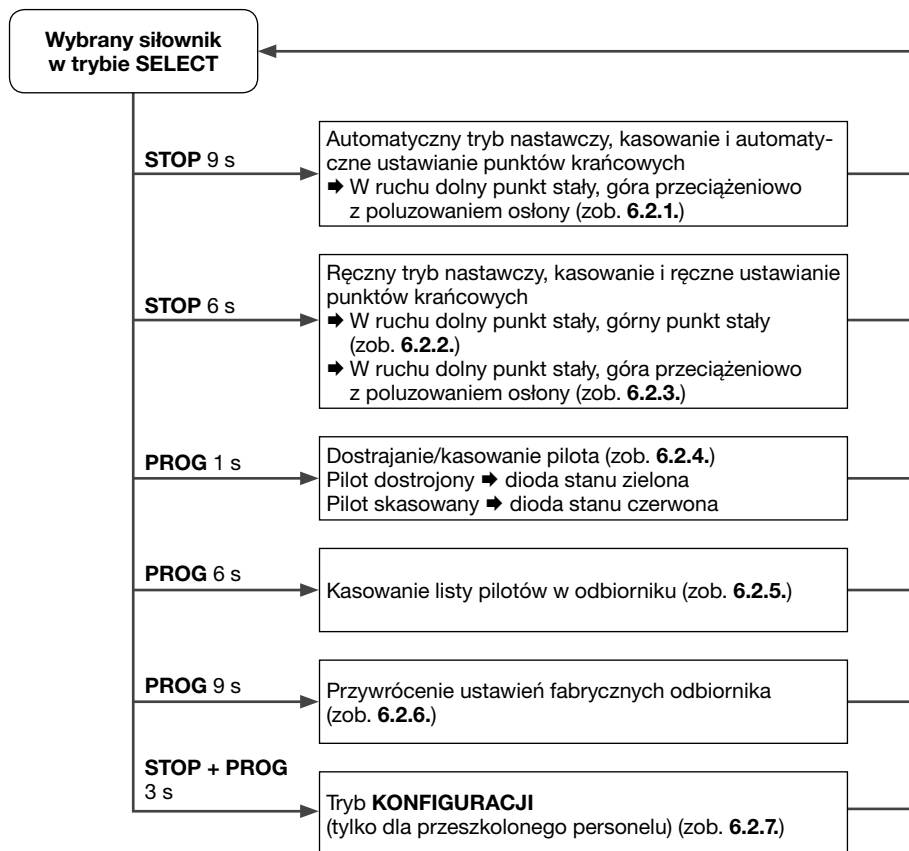 Wybrany siłownik
w trybie SELECT
STOP 9 s
Automatyczny tryb nastawczy, kasowanie i automaty-
czne ustawianie punktów krańcowych
➡ W ruchu dolny punkt stały, góra przeciążeniowo
z poluzowaniem osłony (zob. 6.2.1.)
STOP 6 s
Ręczny tryb nastawczy, kasowanie i ręczne ustawianie
punktów krańcowych
➡ W ruchu dolny punkt stały, górny punkt stały
(zob. 6.2.2.)
➡ W ruchu dolny punkt stały, góra przeciążeniowo
z poluzowaniem osłony (zob. 6.2.3.)
PROG 1 s
Dostrajanie/kasowanie pilota (zob. 6.2.4.)
Pilot dostrojony ➡ dioda stanu zielona
Pilot skasowany ➡ dioda stanu czerwona
PROG 6 s
Kasowanie listy pilotów w odbiorniku (zob. 6.2.5.)
PROG 9 s
Przywrócenie ustawień fabrycznych odbiornika
(zob. 6.2.6.)
STOP + PROG
3 s
Tryb KONFIGURACJI
(tylko dla przeszkolonego personelu) (zob. 6.2.7.)